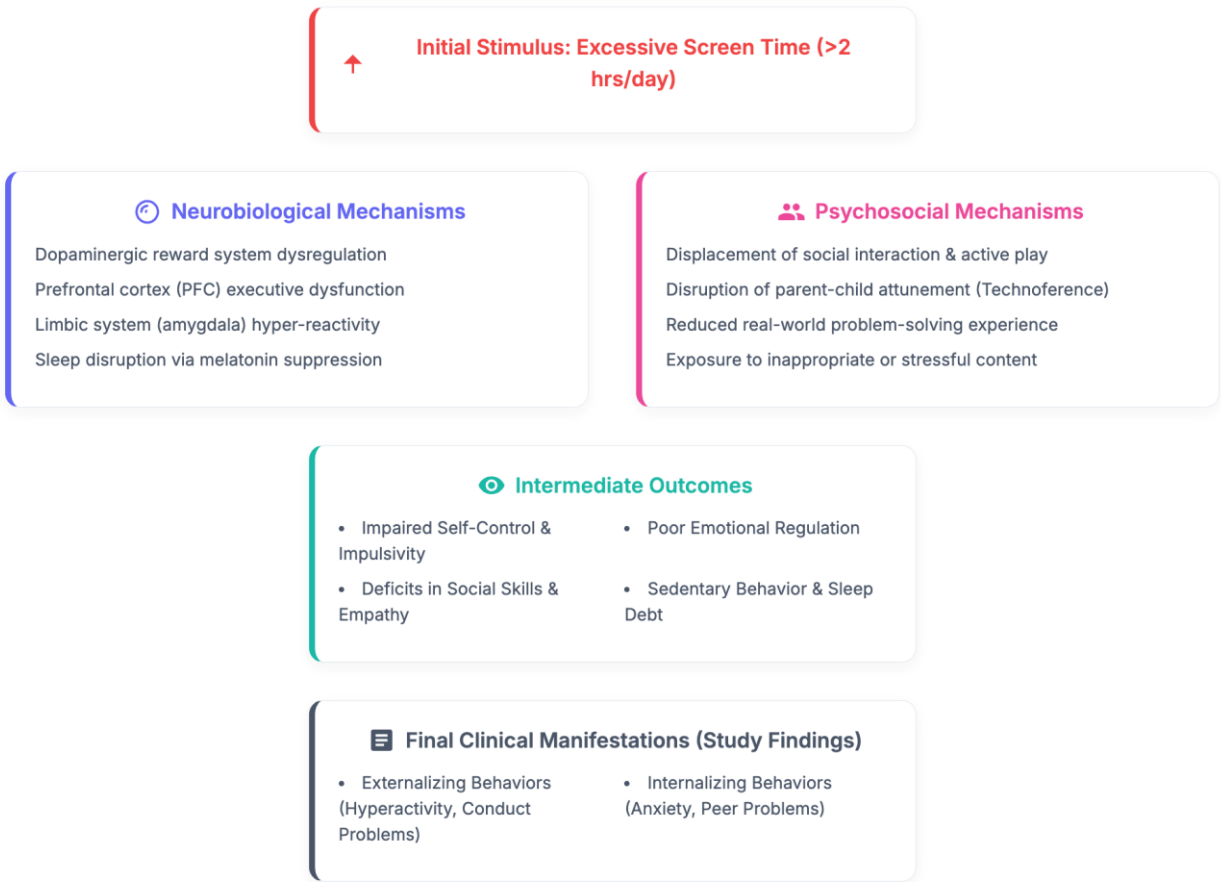 Initial Stimulus: Excessive Screen Time (>2
hrs/day)
Neurobiological Mechanisms
Dopaminergic reward system dysregulation
Prefrontal cortex (PFC) executive dysfunction
Limbic system (amygdala) hyper-reactivity
Sleep disruption via melatonin suppression
Psychosocial Mechanisms
Displacement of social interaction & active play
Disruption of parent-child attunement (Technoference)
Reduced real-world problem-solving experience
Exposure to inappropriate or stressful content
Intermediate Outcomes
• Impaired Self-Control &
Impulsivity
• Poor Emotional Regulation
• Deficits in Social Skills &
Empathy
• Sedentary Behavior & Sleep
Debt
Final Clinical Manifestations (Study Findings)
• Externalizing Behaviors
(Hyperactivity, Conduct
Problems)
• Internalizing Behaviors
(Anxiety, Peer Problems)